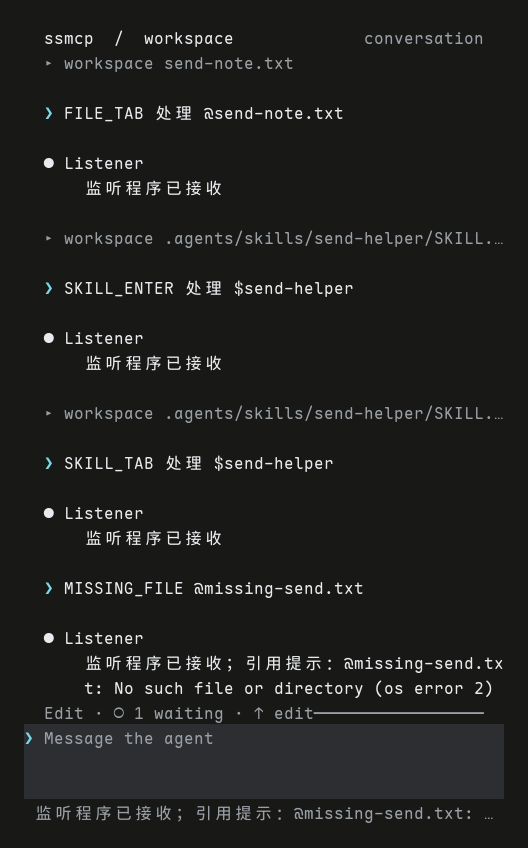 ssmcp / workspace conversation
▸ workspace send-note.txt
❯ FILE_TAB 处理 @send-note.txt
● Listener
监听程序已接收
▸ workspace .agents/skills/send-helper/SKILL.…
❯ SKILL_ENTER 处理 $send-helper
● Listener
监听程序已接收
▸ workspace .agents/skills/send-helper/SKILL.…
❯ SKILL_TAB 处理 $send-helper
● Listener
监听程序已接收
❯ MISSING_FILE @missing-send.txt
● Listener
监听程序已接收；引用提示：@missing-send.tx
t: No such file or directory (os error 2)
Edit · ○ 1 waiting · ↑ edit
❯ Message the agent
监听程序已接收；引用提示：@missing-send.txt: …